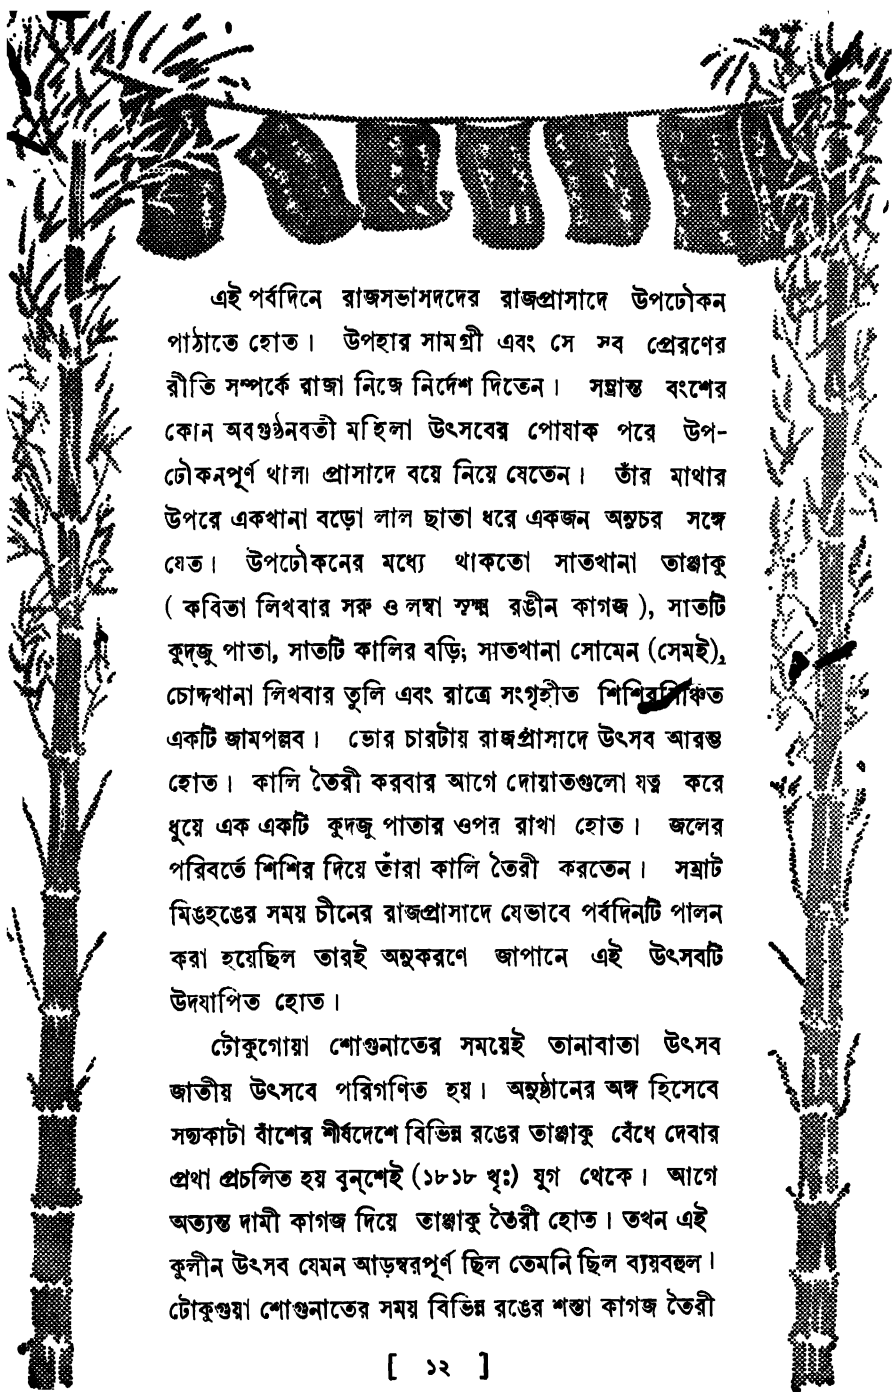 এই পর্বদিনে রাজসভাসদদের রাজপ্রাসাদে উপঢৌকন
পাঠাতে হোত। উপহার সামগ্রী এবং সে সব প্রেরণের
রীতি সম্পর্কে রাজা নিজে নির্দেশ দিতেন। সম্ভ্রান্ত বংশের
কোন অবগুণ্ঠনবতী মহিলা উৎসবের পোষাক পরে উপ-
ঢৌকনপূর্ণ থালা প্রাসাদে বয়ে নিয়ে যেতেন। তাঁর মাথার
উপরে একখানা বড়ো লাল ছাতা ধরে একজন অনুচর সঙ্গে
যেত। উপঢৌকনের মধ্যে থাকতো সাতখানা তাঞ্জাকু
( কবিতা লিখবার সরু ও লম্বা সূক্ষ্ম রঙীন কাগজ ), সাতটি
কুদ্‌জু পাতা, সাতটি কালির বড়ি; সাতখানা সোমেন (সেমই),
চোদ্দখানা লিখবার তুলি এবং রাত্রে সংগৃহীত শিশিরসিঞ্চিত
একটি জামপল্লব। ভোর চারটায় রাজপ্রাসাদে উৎসব আরম্ভ
হোত। কালি তৈরী করবার আগে দোয়াতগুলো যত্ন করে
ধুয়ে এক একটি কুদজু পাতার ওপর রাখা হোত। জলের
পরিবর্তে শিশির দিয়ে তাঁরা কালি তৈরী করতেন। সম্রাট
মিঙহঙের সময় চীনের রাজপ্রাসাদে যেভাবে পর্বদিনটি পালন
করা হয়েছিল তারই অনুকরণে জাপানে এই উৎসবটি
উদযাপিত হোত।
টোকুগোয়া শোগুনাতের সময়েই তানাবাতা উৎসব
জাতীয় উৎসবে পরিগণিত হয়। অনুষ্ঠানের অঙ্গ হিসেবে
সদ্যকাটা বাঁশের শীর্ষদেশে বিভিন্ন রঙের তাঞ্জাকু বেঁধে দেবার
প্রথা প্রচলিত হয় বুন্‌শেই (১৮১৮ খৃঃ) যুগ থেকে। আগে
অত্যন্ত দামী কাগজ দিয়ে তাঞ্জাকু তৈরী হোত। তখন এই
কুলীন উৎসব যেমন আড়ম্বরপূর্ণ ছিল তেমনি ছিল ব্যয়বহুল।
টোকুগুয়া শোগুনাতের সময় বিভিন্ন রঙের শস্তা কাগজ তৈরী
[ ১২ ]